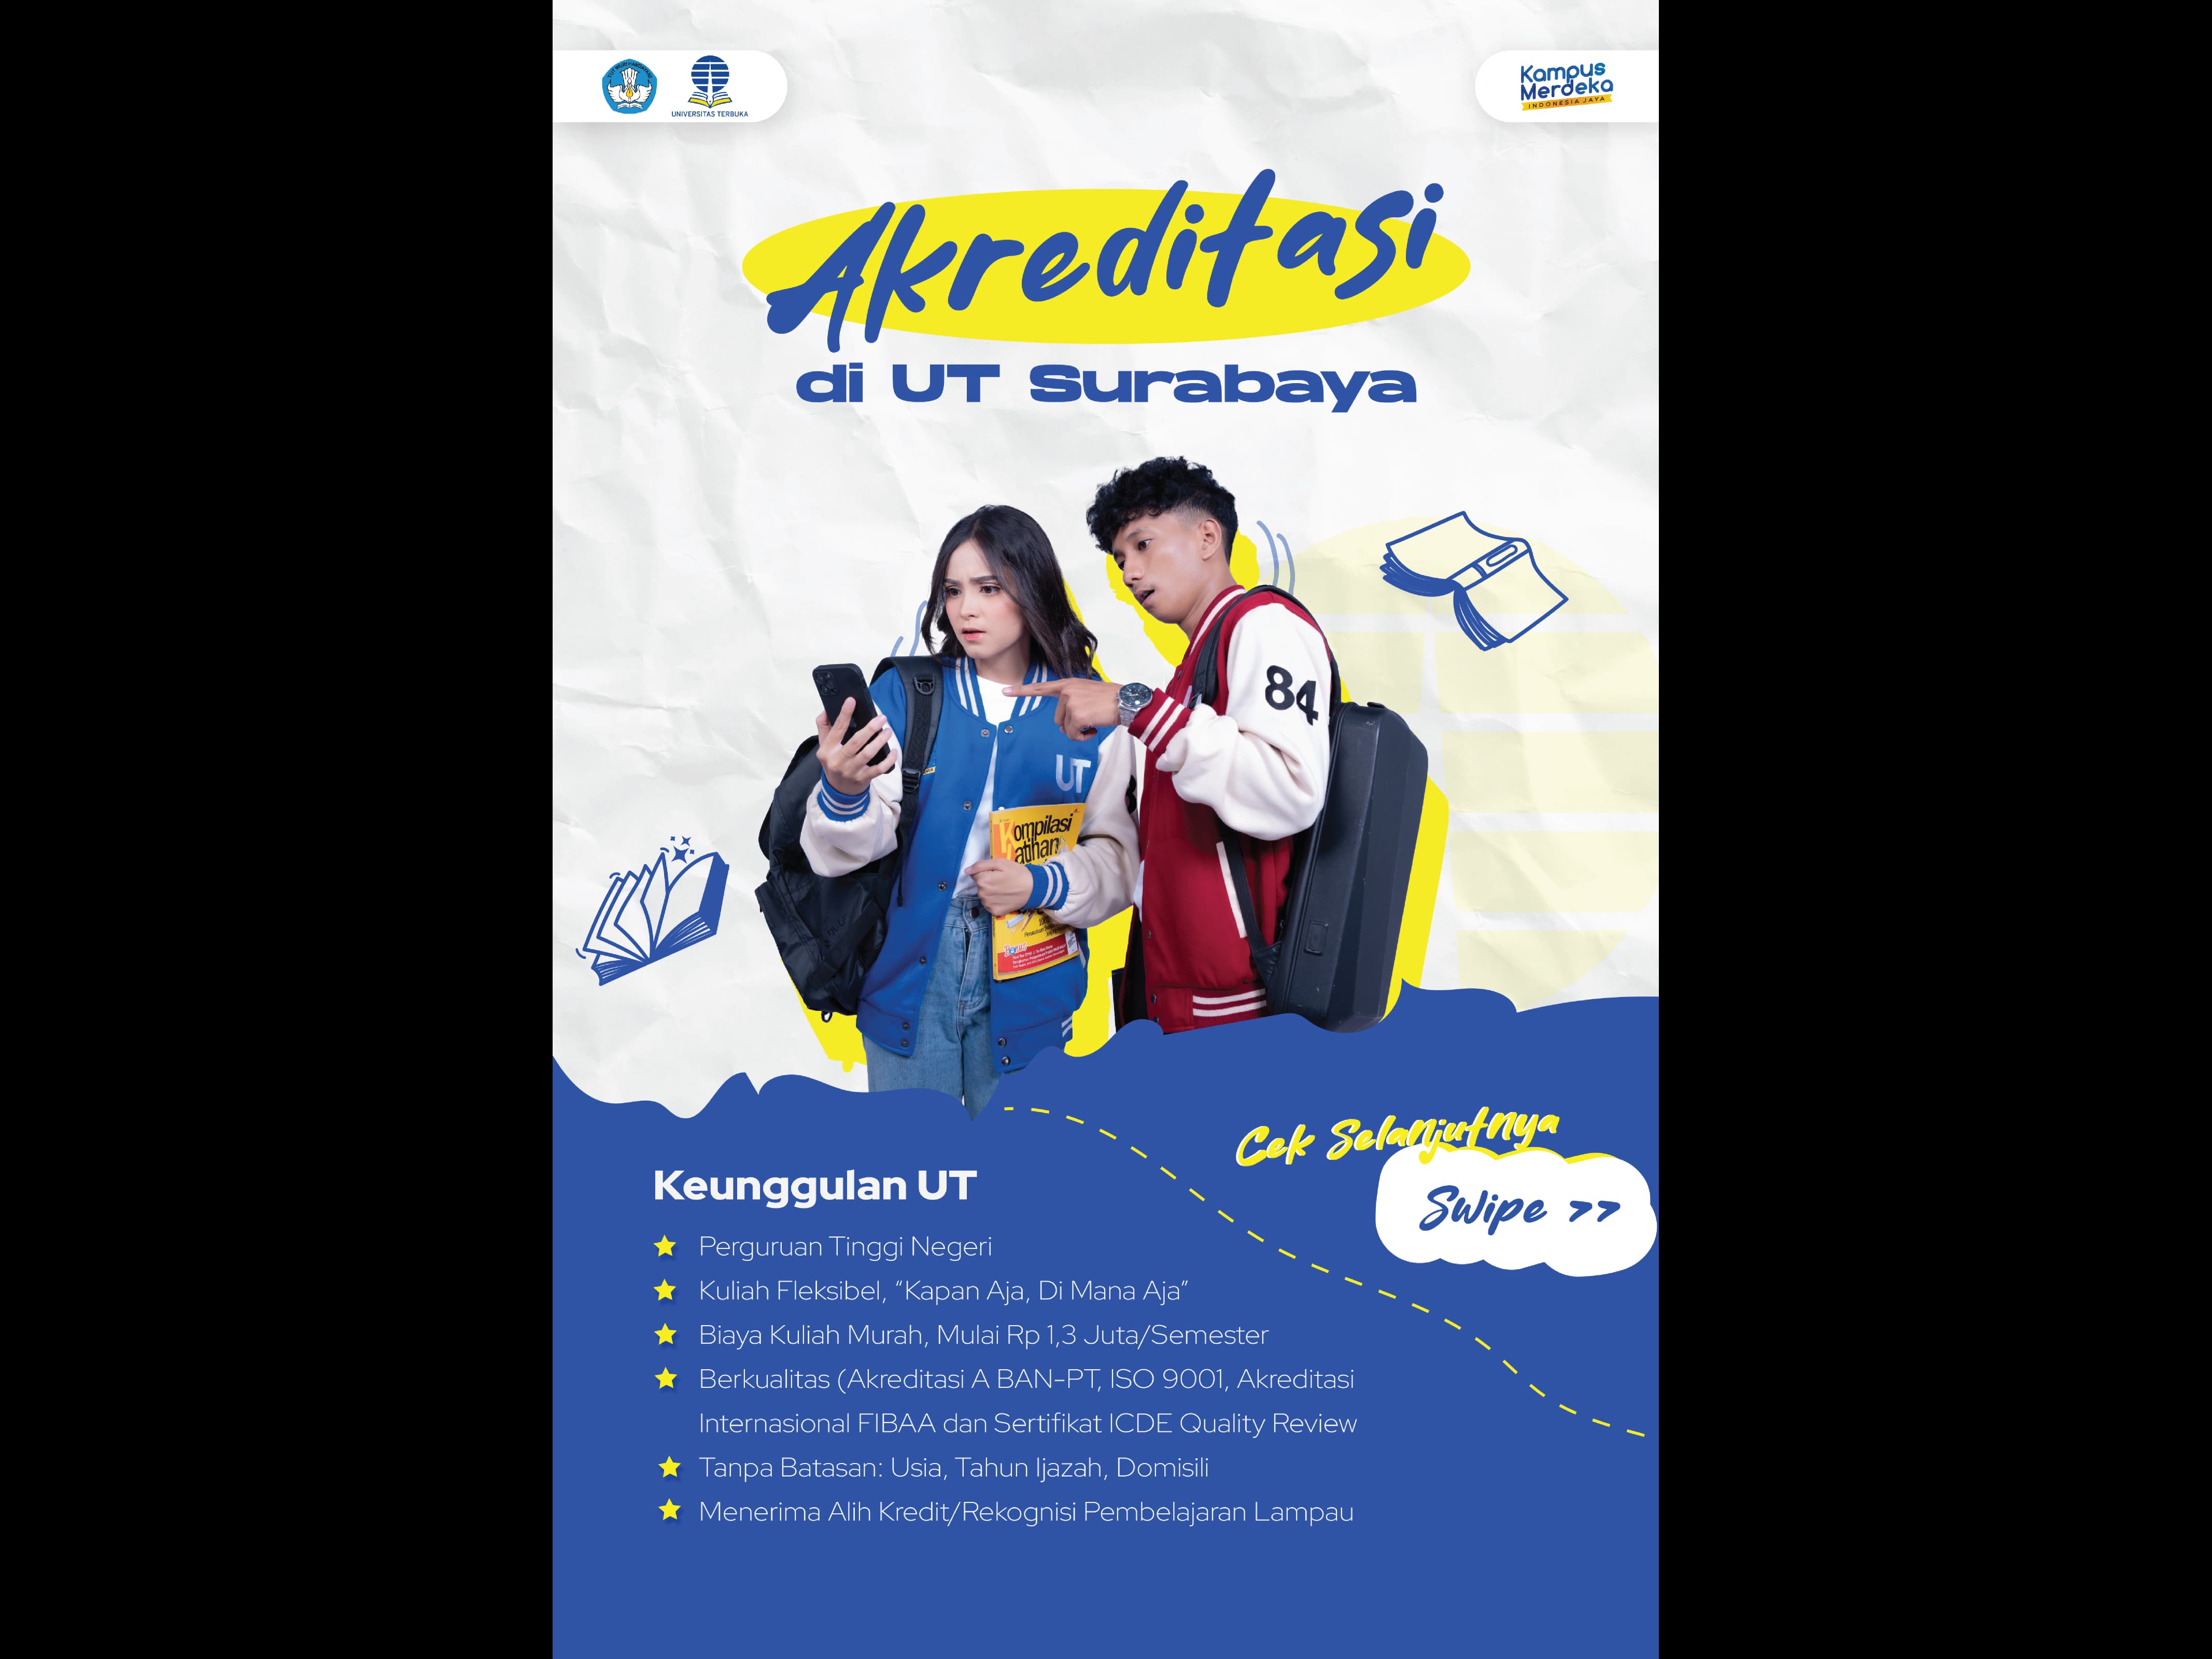 UNIVERSITAS TERBUKA
Kampus
Merdeka
INDONESIA JAYA
Akreditasi
di UT Surabaya
84
UT
Kompilasi
Latihan
Cek Selanjutnya
Swipe >>
Keunggulan UT
Perguruan Tinggi Negeri
Kuliah Fleksibel, “Kapan Aja, Di Mana Aja”
Biaya Kuliah Murah, Mulai Rp 1,3 Juta/Semester
Berkualitas (Akreditasi A BAN-PT, ISO 9001, Akreditasi
Internasional FIBAA dan Sertifikat ICDE Quality Review
Tanpa Batasan: Usia, Tahun Ijazah, Domisili
Menerima Alih Kredit/Rekognisi Pembelajaran Lampau